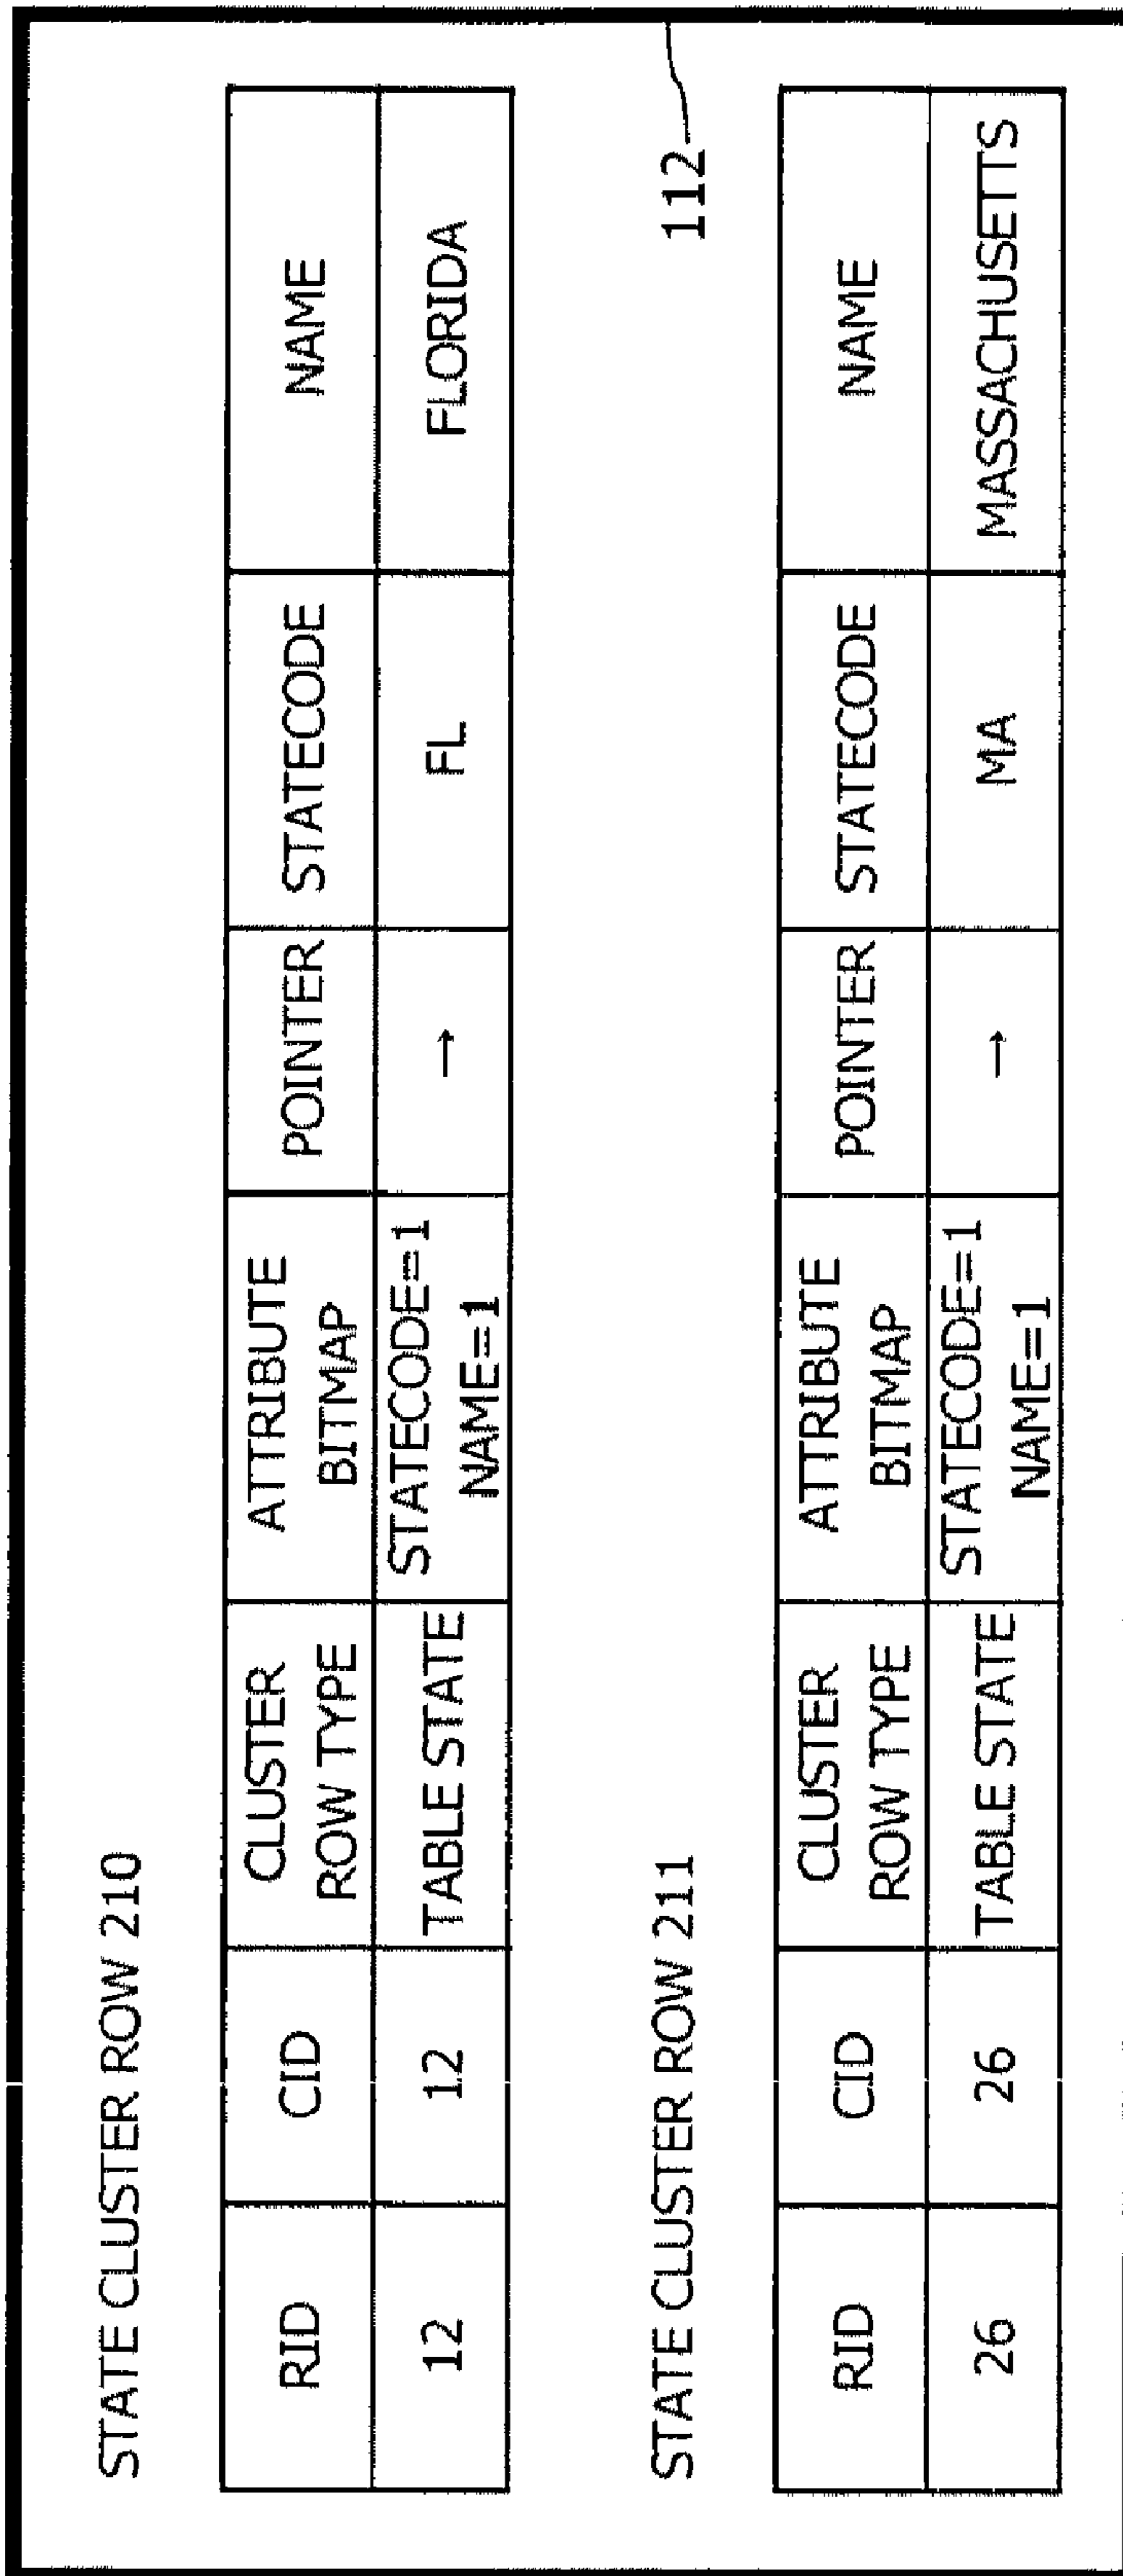 STATE CLUSTER ROW 210
RID CID CLUSTER ROW TYPE ATTRIBUTE BITMAP POINTER STATECODE NAME
12 12 TABLE STATE STATECODE=1 NAME=1 → FL FLORIDA
112
STATE CLUSTER ROW 211
RID CID CLUSTER ROW TYPE ATTRIBUTE BITMAP POINTER STATECODE NAME
26 26 TABLE STATE STATECODE=1 NAME=1 → MA MASSACHUSETTS